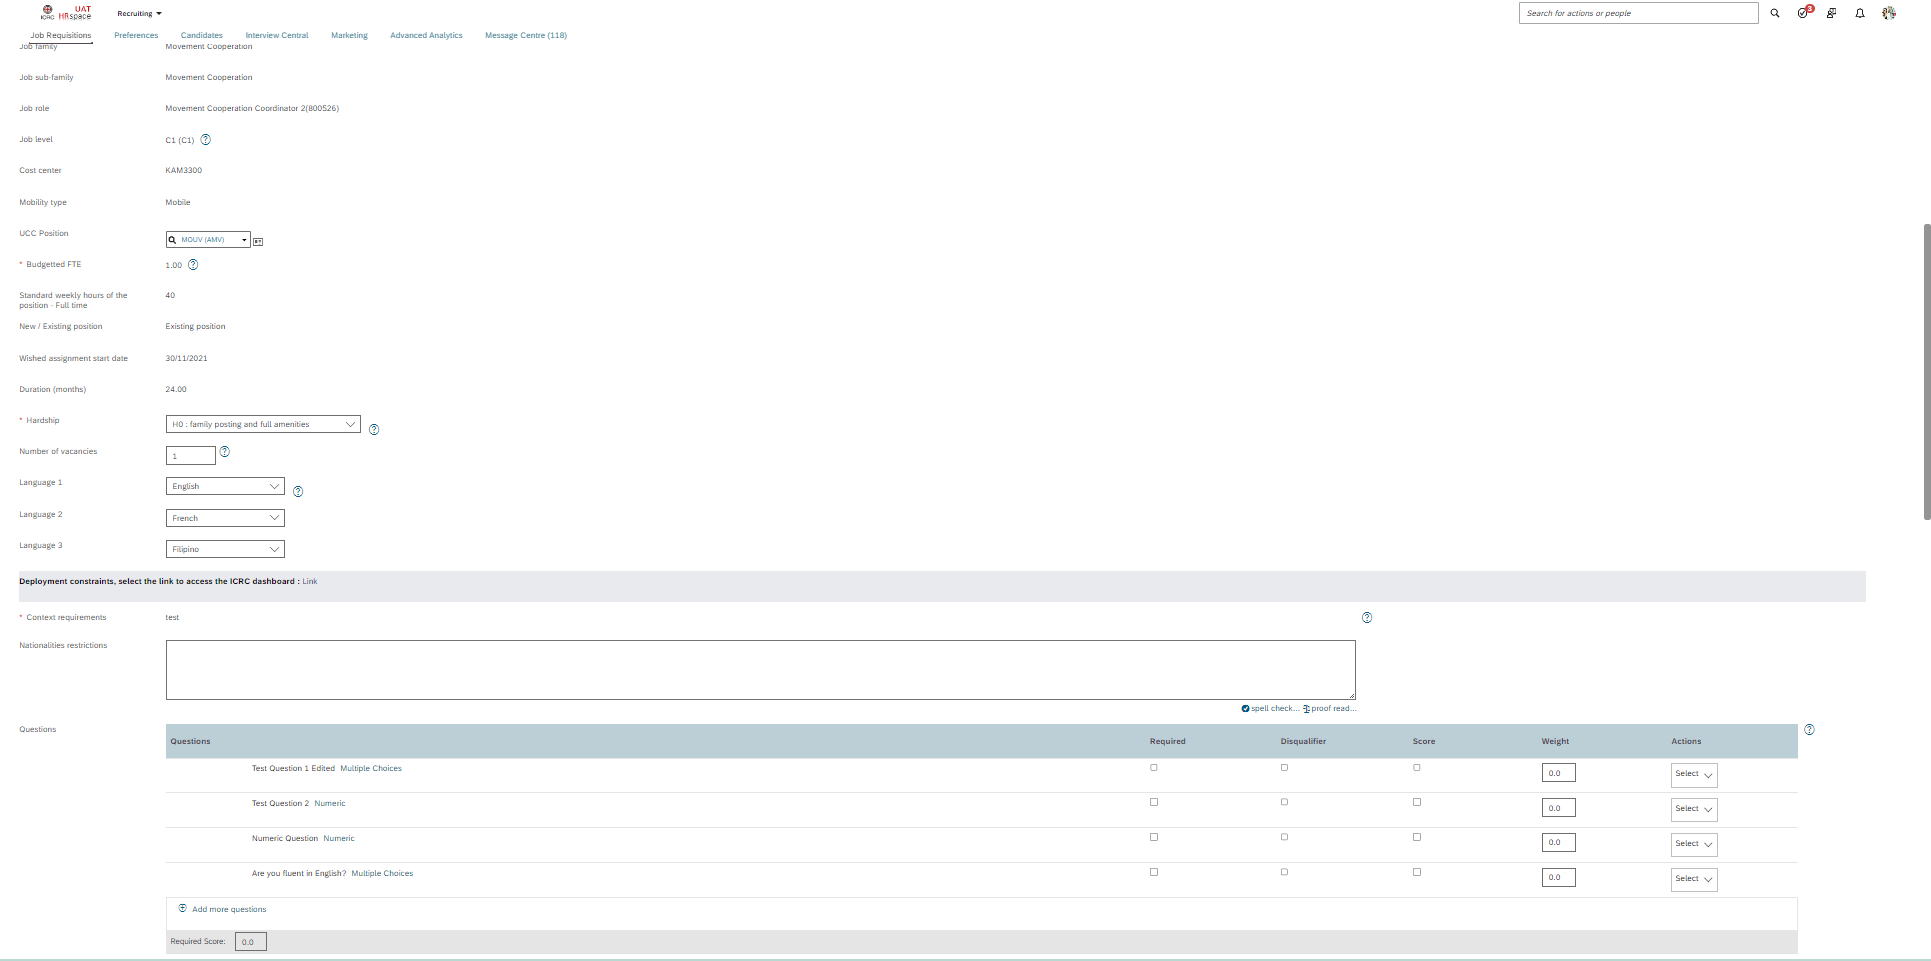 ICRC
UAT
HRspace
Recruiting
Search for actions or people
3
Job Requisitions Preferences Candidates Interview Central Marketing Advanced Analytics Message Centre (118)
Job family Movement Cooperation
Job sub-family Movement Cooperation
Job role Movement Cooperation Coordinator 2(800526)
Job level C1 (C1) ?
Cost center KAM3300
Mobility type Mobile
UCC Position MOUV (AMV)
* Budgetted FTE 1.00 ?
Standard weekly hours of the 40
position - Full time
New / Existing position Existing position
Wished assignment start date 30/11/2021
Duration (months) 24.00
* Hardship H0 : family posting and full amenities ?
Number of vacancies 1 ?
Language 1 English ?
Language 2 French
Language 3 Filipino
Deployment constraints, select the link to access the ICRC dashboard : Link
* Context requirements test ?
Nationalities restrictions
spell check... proof read...
Questions ?
Questions Required Disqualifier Score Weight Actions
Test Question 1 Edited Multiple Choices 0.0 Select
Test Question 2 Numeric 0.0 Select
Numeric Question Numeric 0.0 Select
Are you fluent in English? Multiple Choices 0.0 Select
Add more questions
Required Score: 0.0